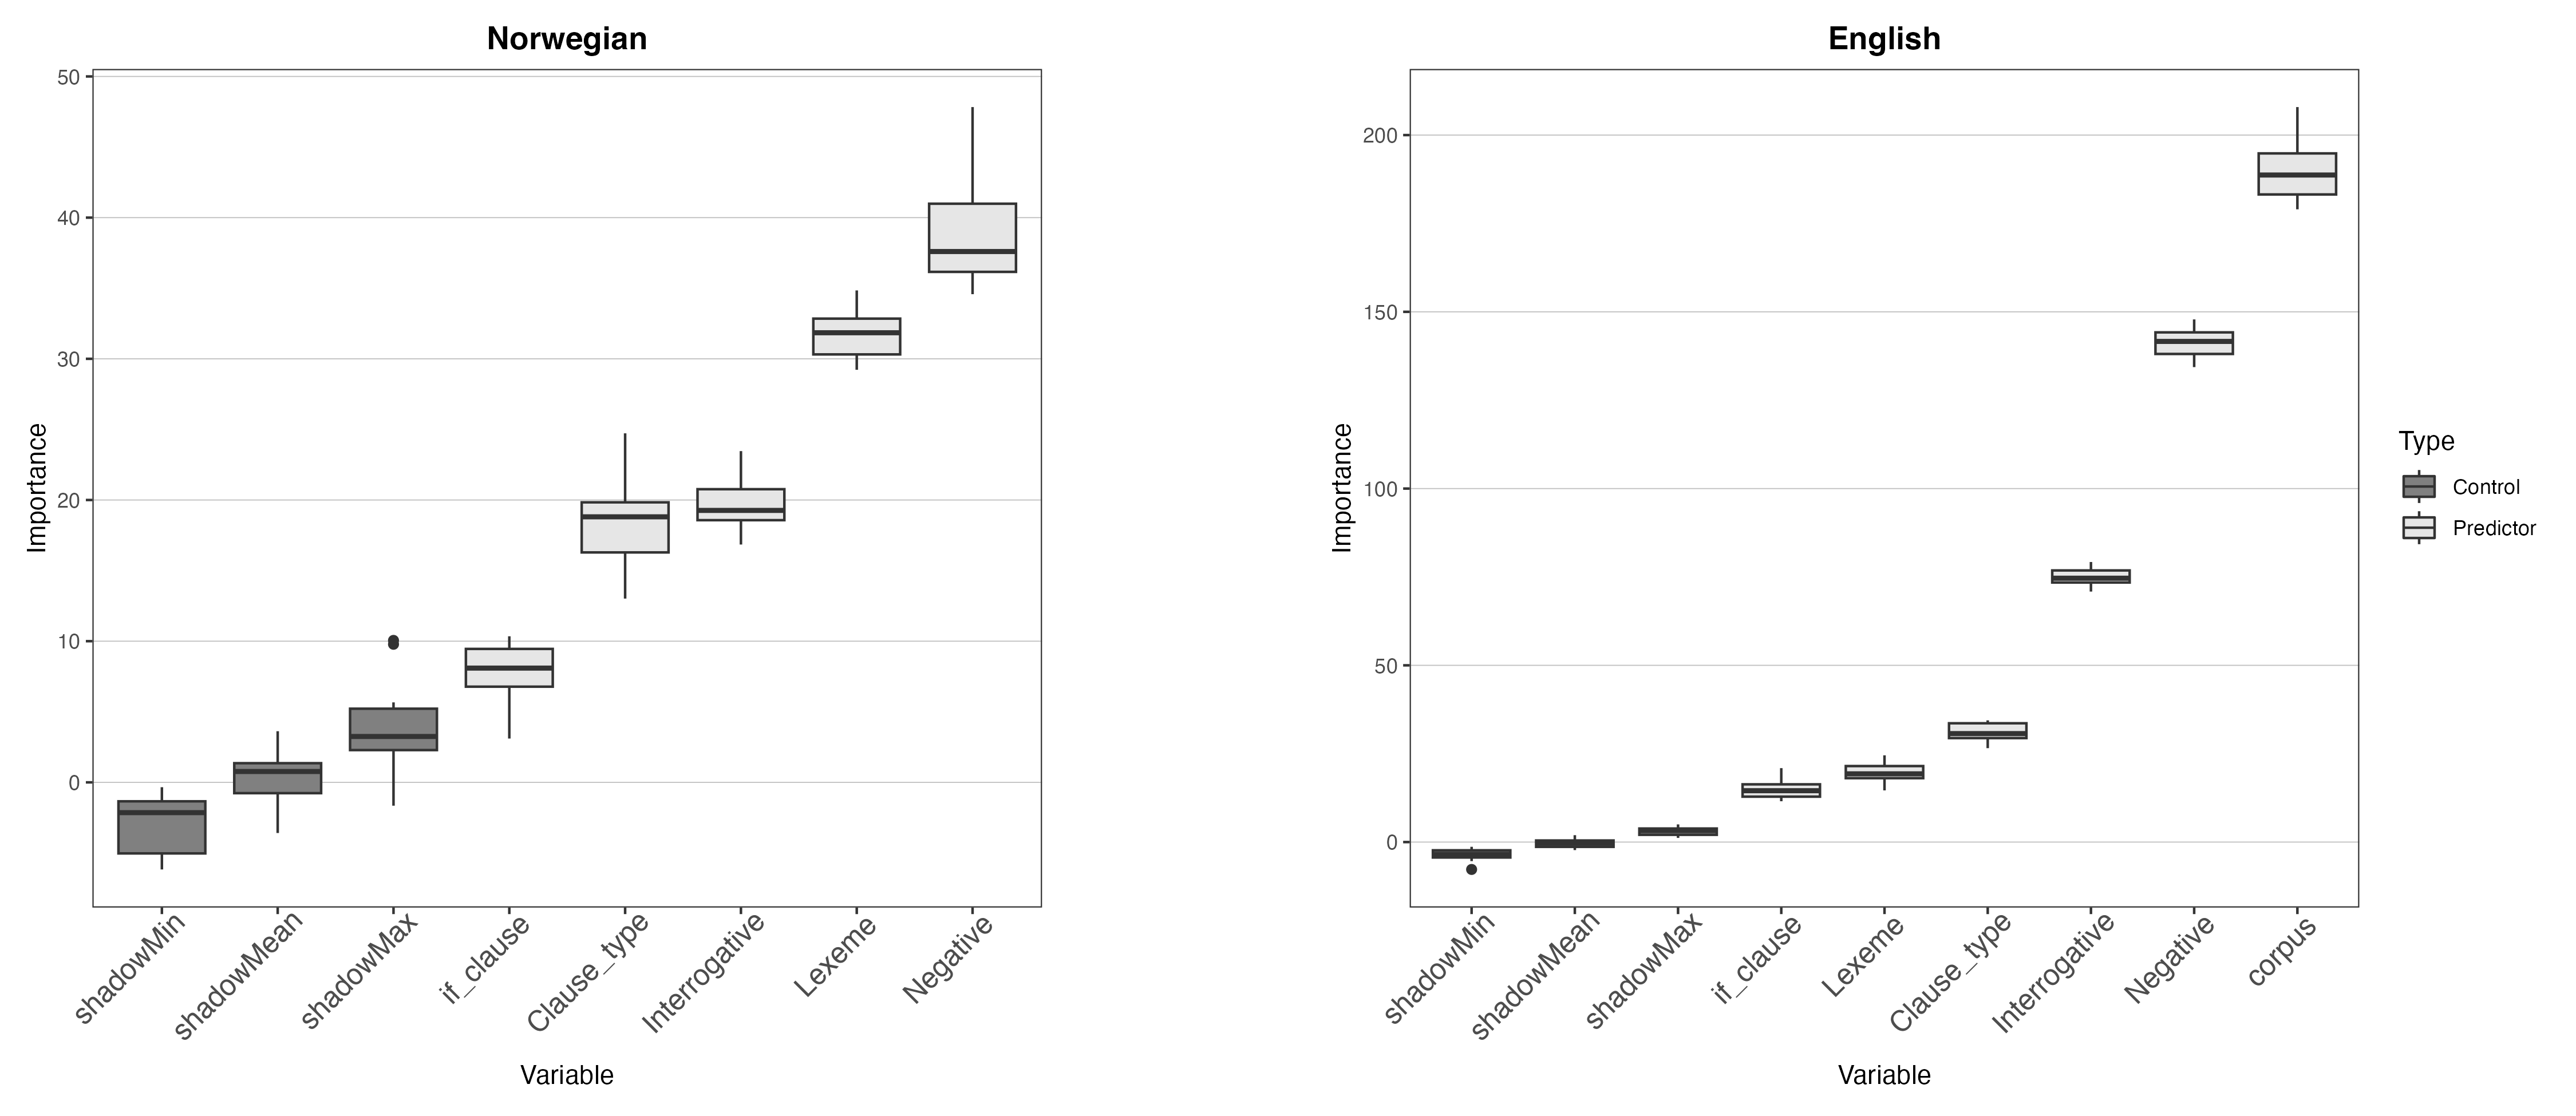 Norwegian
50
40
30
20
10
0
Importance
shadowMin
shadowMean
shadowMax
if_clause
Clause_type
Interrogative
Lexeme
Negative
Variable
English
200
150
100
50
0
Importance
shadowMin
shadowMean
shadowMax
if_clause
Lexeme
Clause_type
Interrogative
Negative
corpus
Variable
Type
Control
Predictor